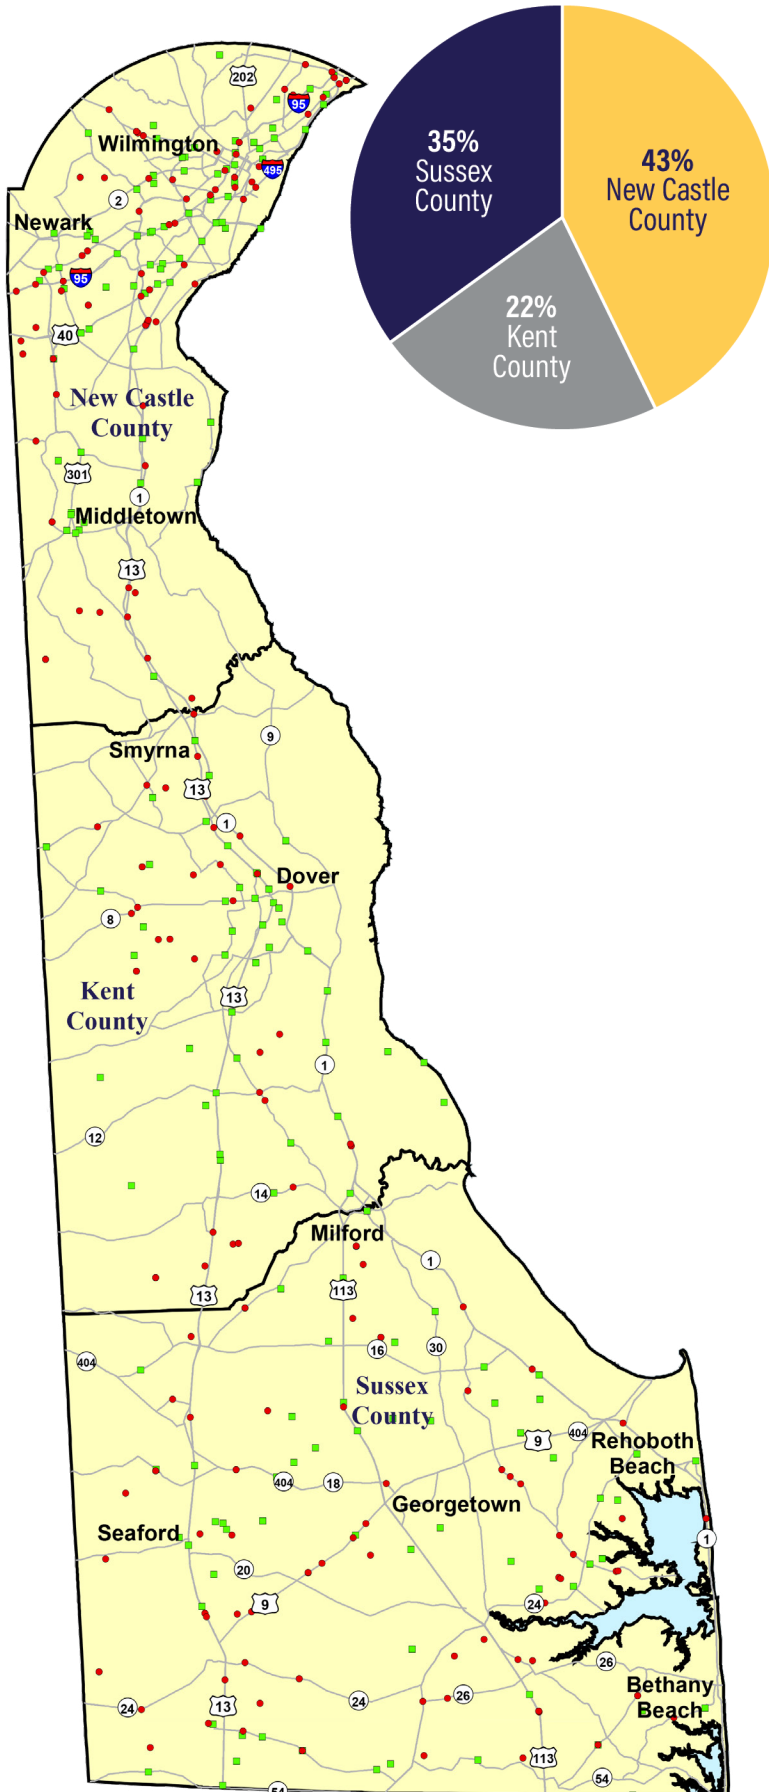 202
95
Wilmington
495
2
Newark
95
40
New Castle
County
301
1
Middletown
13
35%
Sussex
County
43%
New Castle
County
22%
Kent
County
Smyrna
9
13
1
Dover
8
Kent
County
13
1
12
14
Milford
1
13
113
404
16
30
Sussex
County
9
404
Rehoboth
Beach
404
18
Georgetown
Seaford
1
20
9
24
26
Bethany
Beach
24
13
24
26
113
54
54